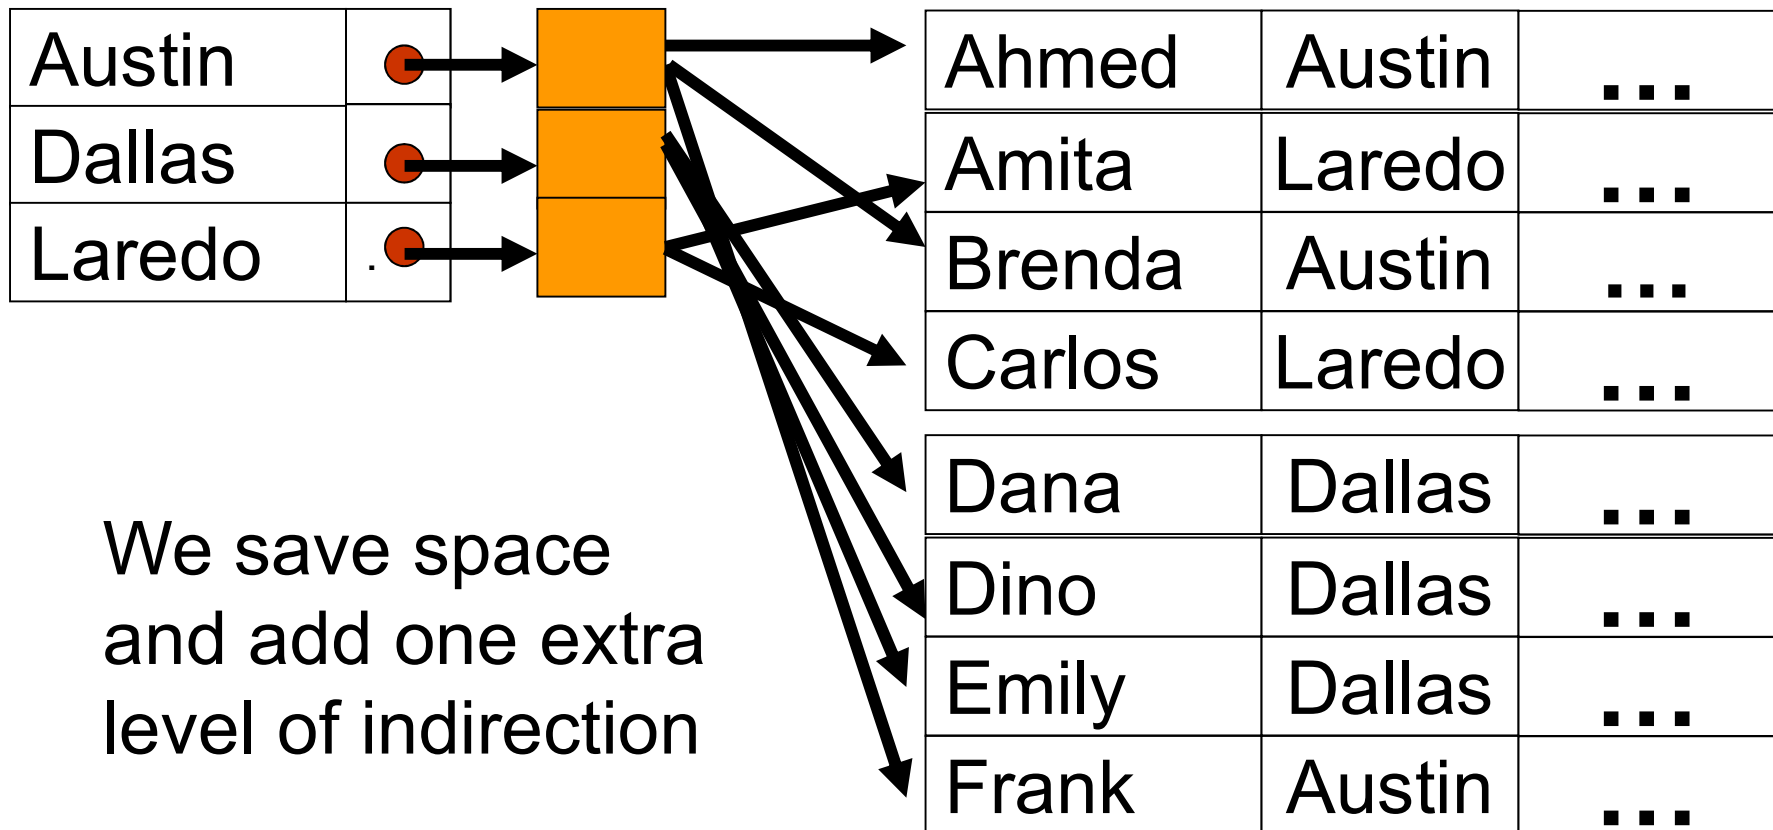 Austin
Dallas
Laredo .
Ahmed Austin ...
Amita Laredo ...
Brenda Austin ...
Carlos Laredo ...
Dana Dallas ...
Dino Dallas ...
Emily Dallas ...
Frank Austin ...
We save space
and add one extra
level of indirection